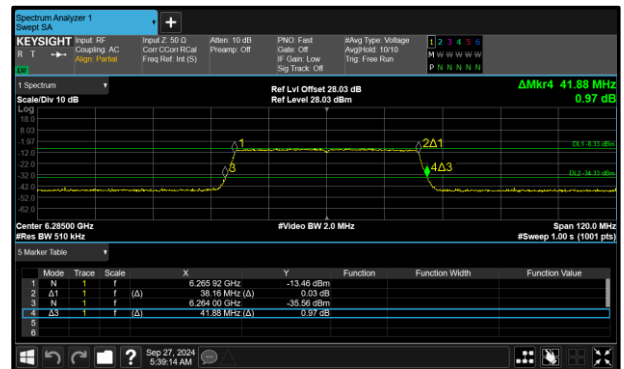 Spectrum Analyzer 1
Swept SA
+
KEYSIGHT Input: RF Input Z: 50 Ω Atten: 10 dB PNO: Fast #Avg Type: Voltage 1 2 3 4 5 6
R T Coupling: AC Corr CCorr RCal Preamp: Off Gate: Off Avg|Hold: 10/10 M W W W W W
Align: Partial Freq Ref: Int (S) IF Gain: Low Trig: Free Run
Sig Track: Off P N N N N N
1 Spectrum Ref Lvl Offset 28.03 dB ΔMkr4 41.88 MHz
Scale/Div 10 dB Ref Level 28.03 dBm 0.97 dB
Log
18.0
8.03
-1.97 1 2Δ1 DL1 -8.33 dBm
-12.0
-22.0 3 4Δ3
-32.0 DL2 -34.33 dBm
-42.0
-52.0
-62.0
Center 6.28500 GHz #Video BW 2.0 MHz Span 120.0 MHz
#Res BW 510 kHz #Sweep 1.00 s (1001 pts)
5 Marker Table
Mode Trace Scale X Y Function Function Width Function Value
1 N 1 f 6.265 92 GHz -13.46 dBm
2 Δ1 1 f (Δ) 38.16 MHz (Δ) 0.03 dB
3 N 1 f 6.264 00 GHz -35.56 dBm
4 Δ3 1 f (Δ) 41.88 MHz (Δ) 0.97 dB
5
6
? Sep 27, 2024
5:39:14 AM